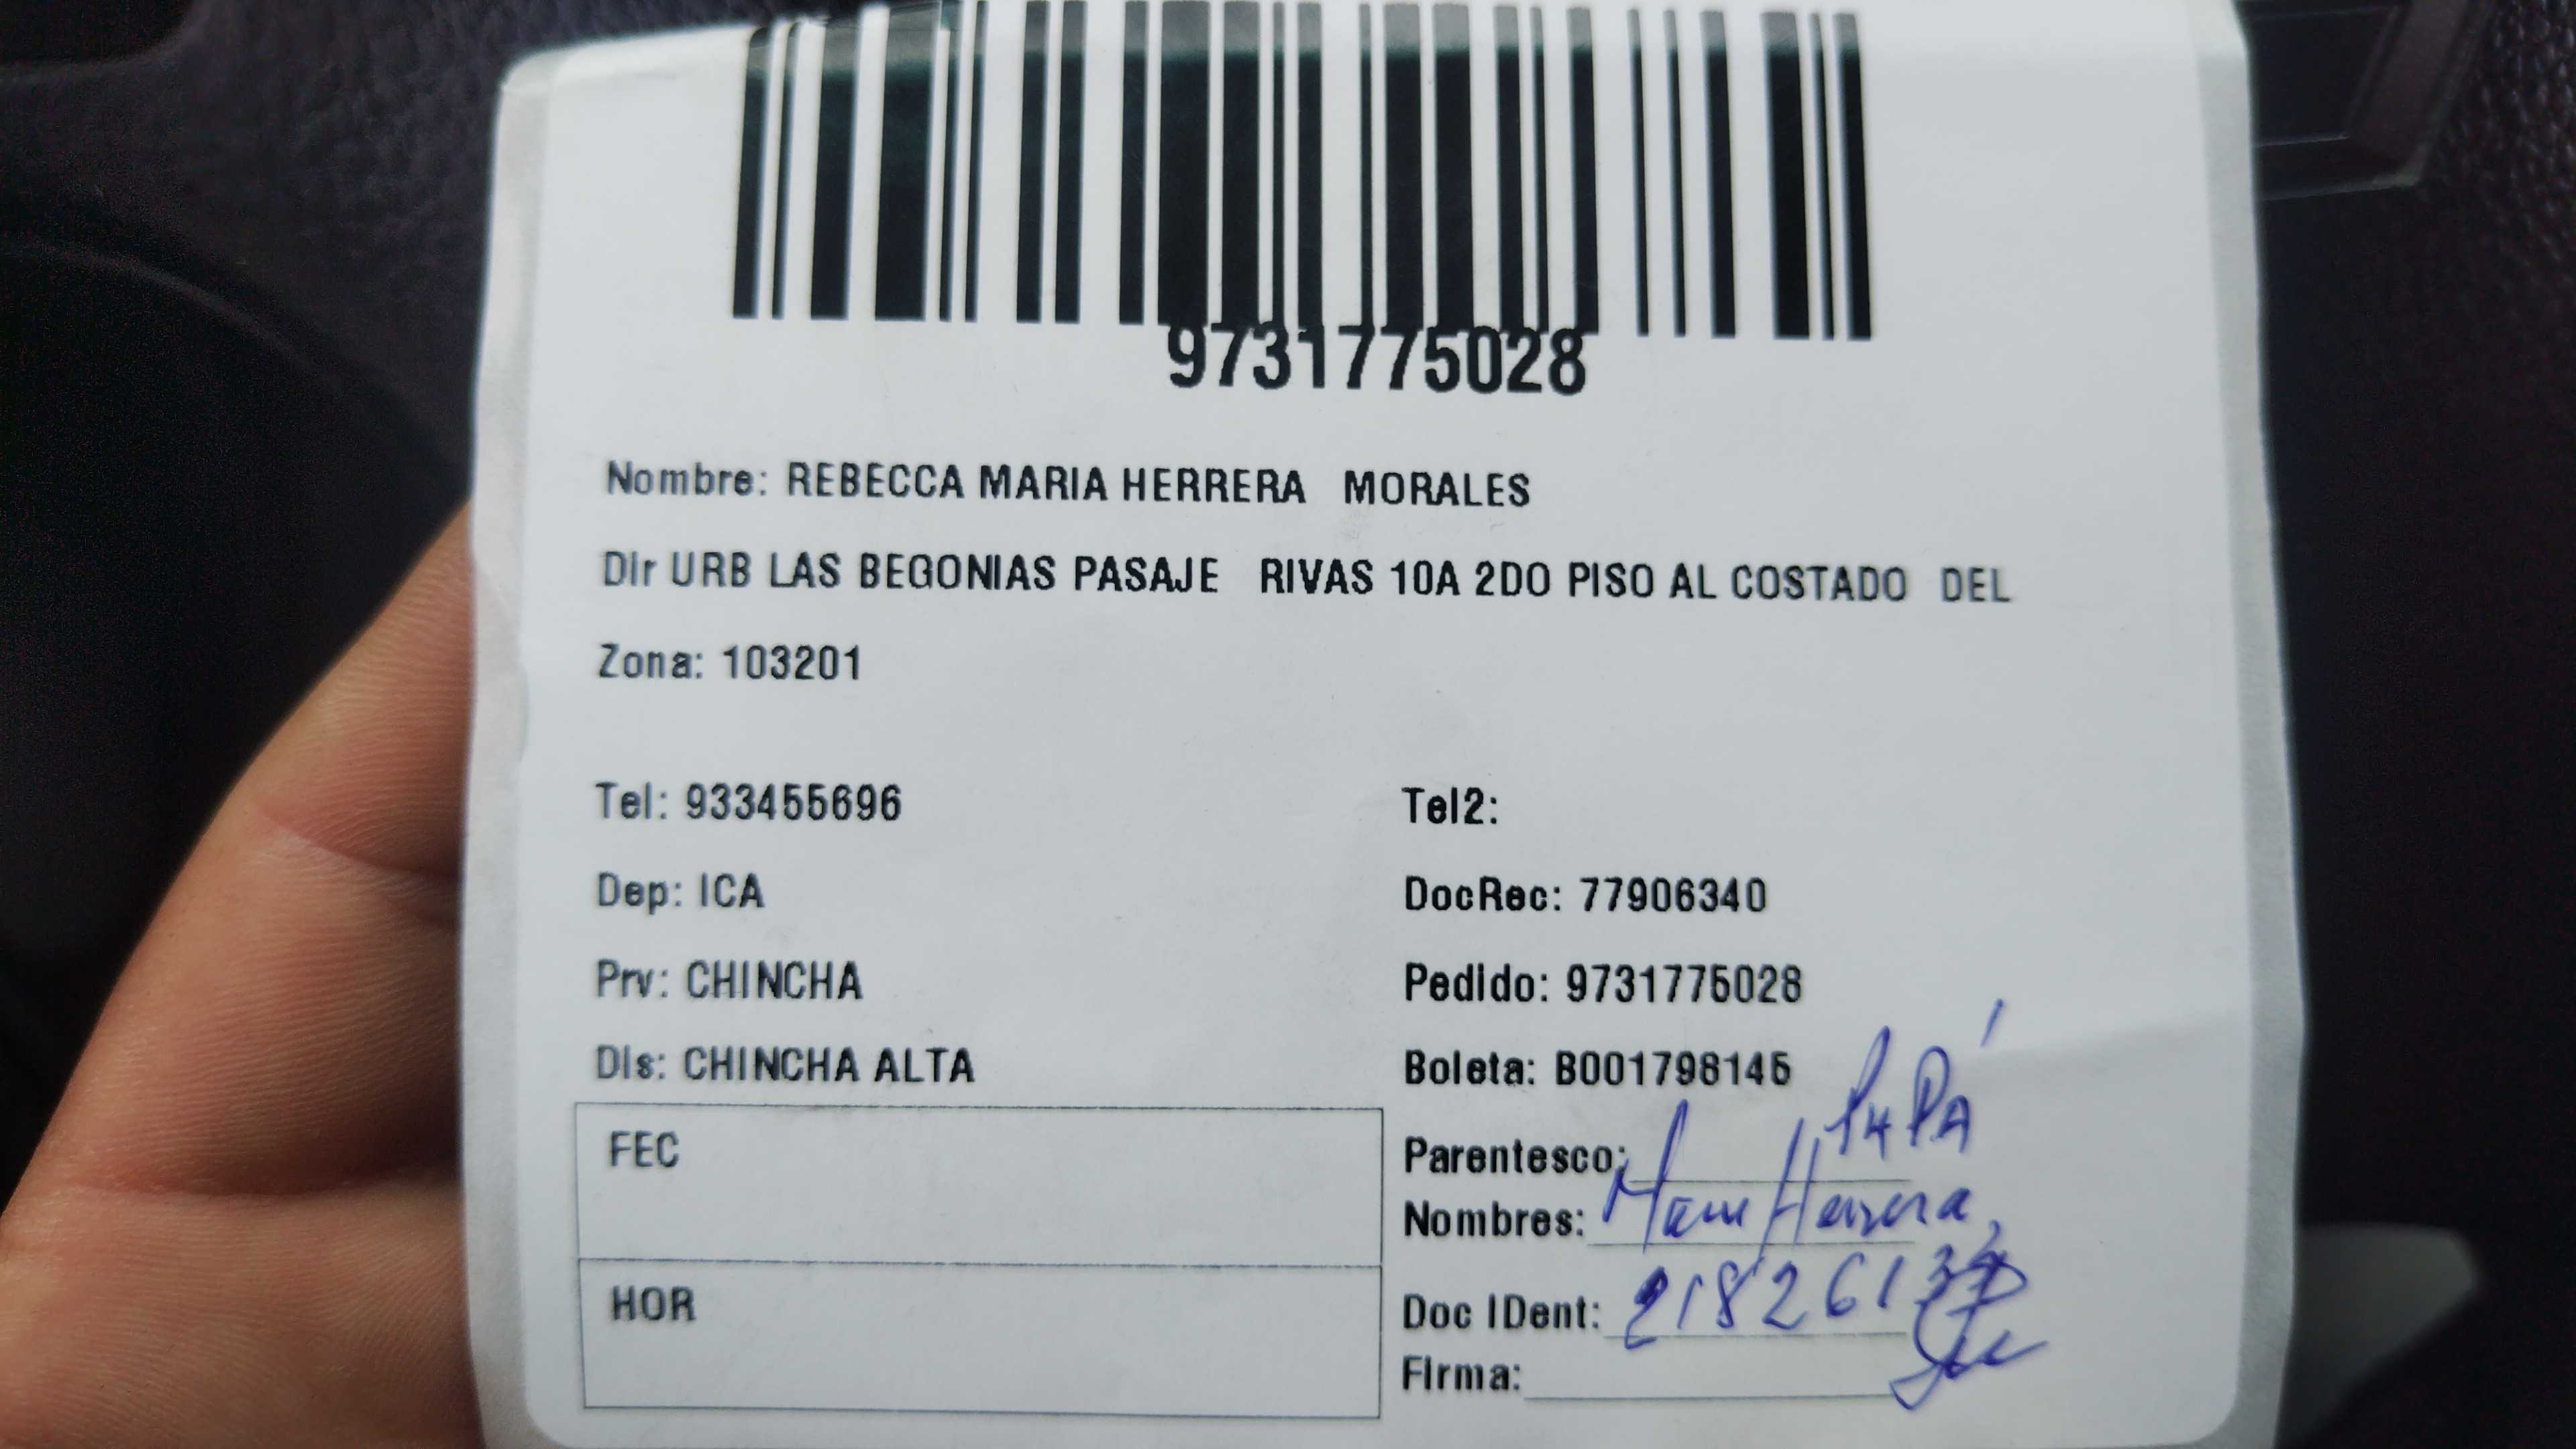 9731775028
Nombre: REBECCA MARIA HERRERA MORALES
Dir URB LAS BEGONIAS PASAJE RIVAS 10A 2DO PISO AL COSTADO DEL
Zona: 103201
Tel: 933455696 Tel2:
Dep: ICA DocRec: 77906340
Prv: CHINCHA Pedido: 9731775028
Dis: CHINCHA ALTA Boleta: B001798145
FEC Parentesco: PAPÁ
Nombres: Herrera
HOR Doc IDent:
Firma: